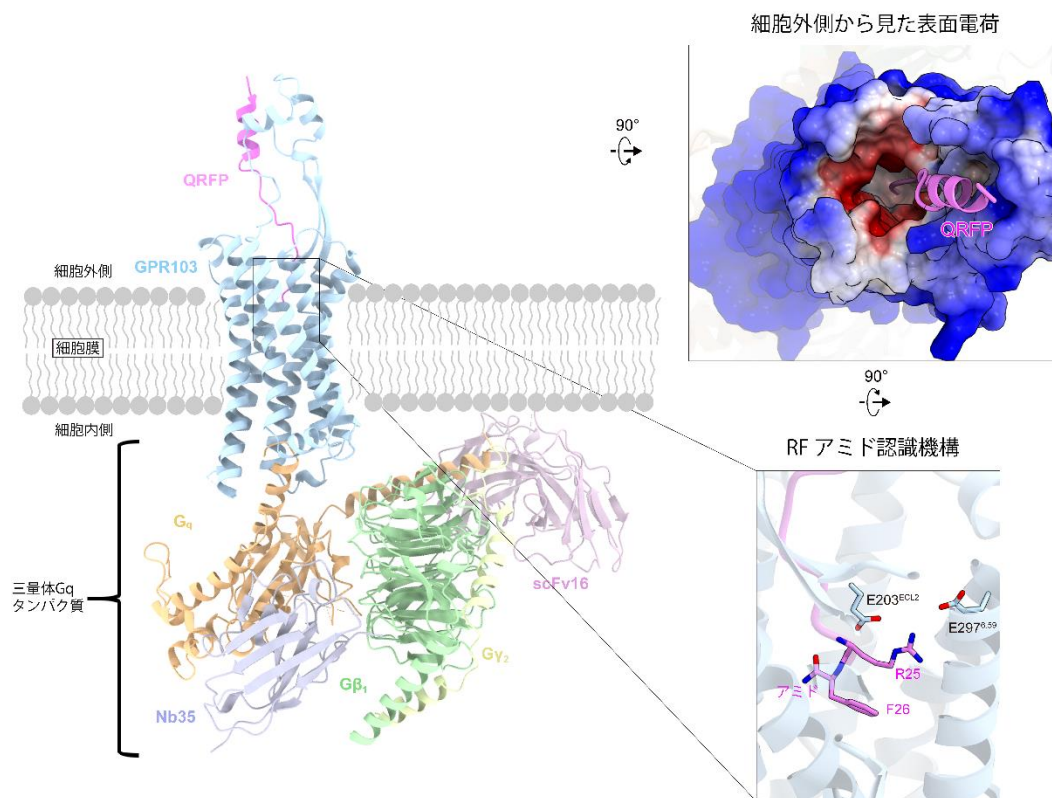 細胞外側から見た表面電荷
90°
QRFP
QRFP
細胞外側
GPR103
細胞膜
90°
細胞内側
RF アミド認識機構
Gq
scFv16
三量体Gq
タンパク質
E203ECL2
E2976.59
Gγ2
R25
Gβ1
アミド
F26
Nb35